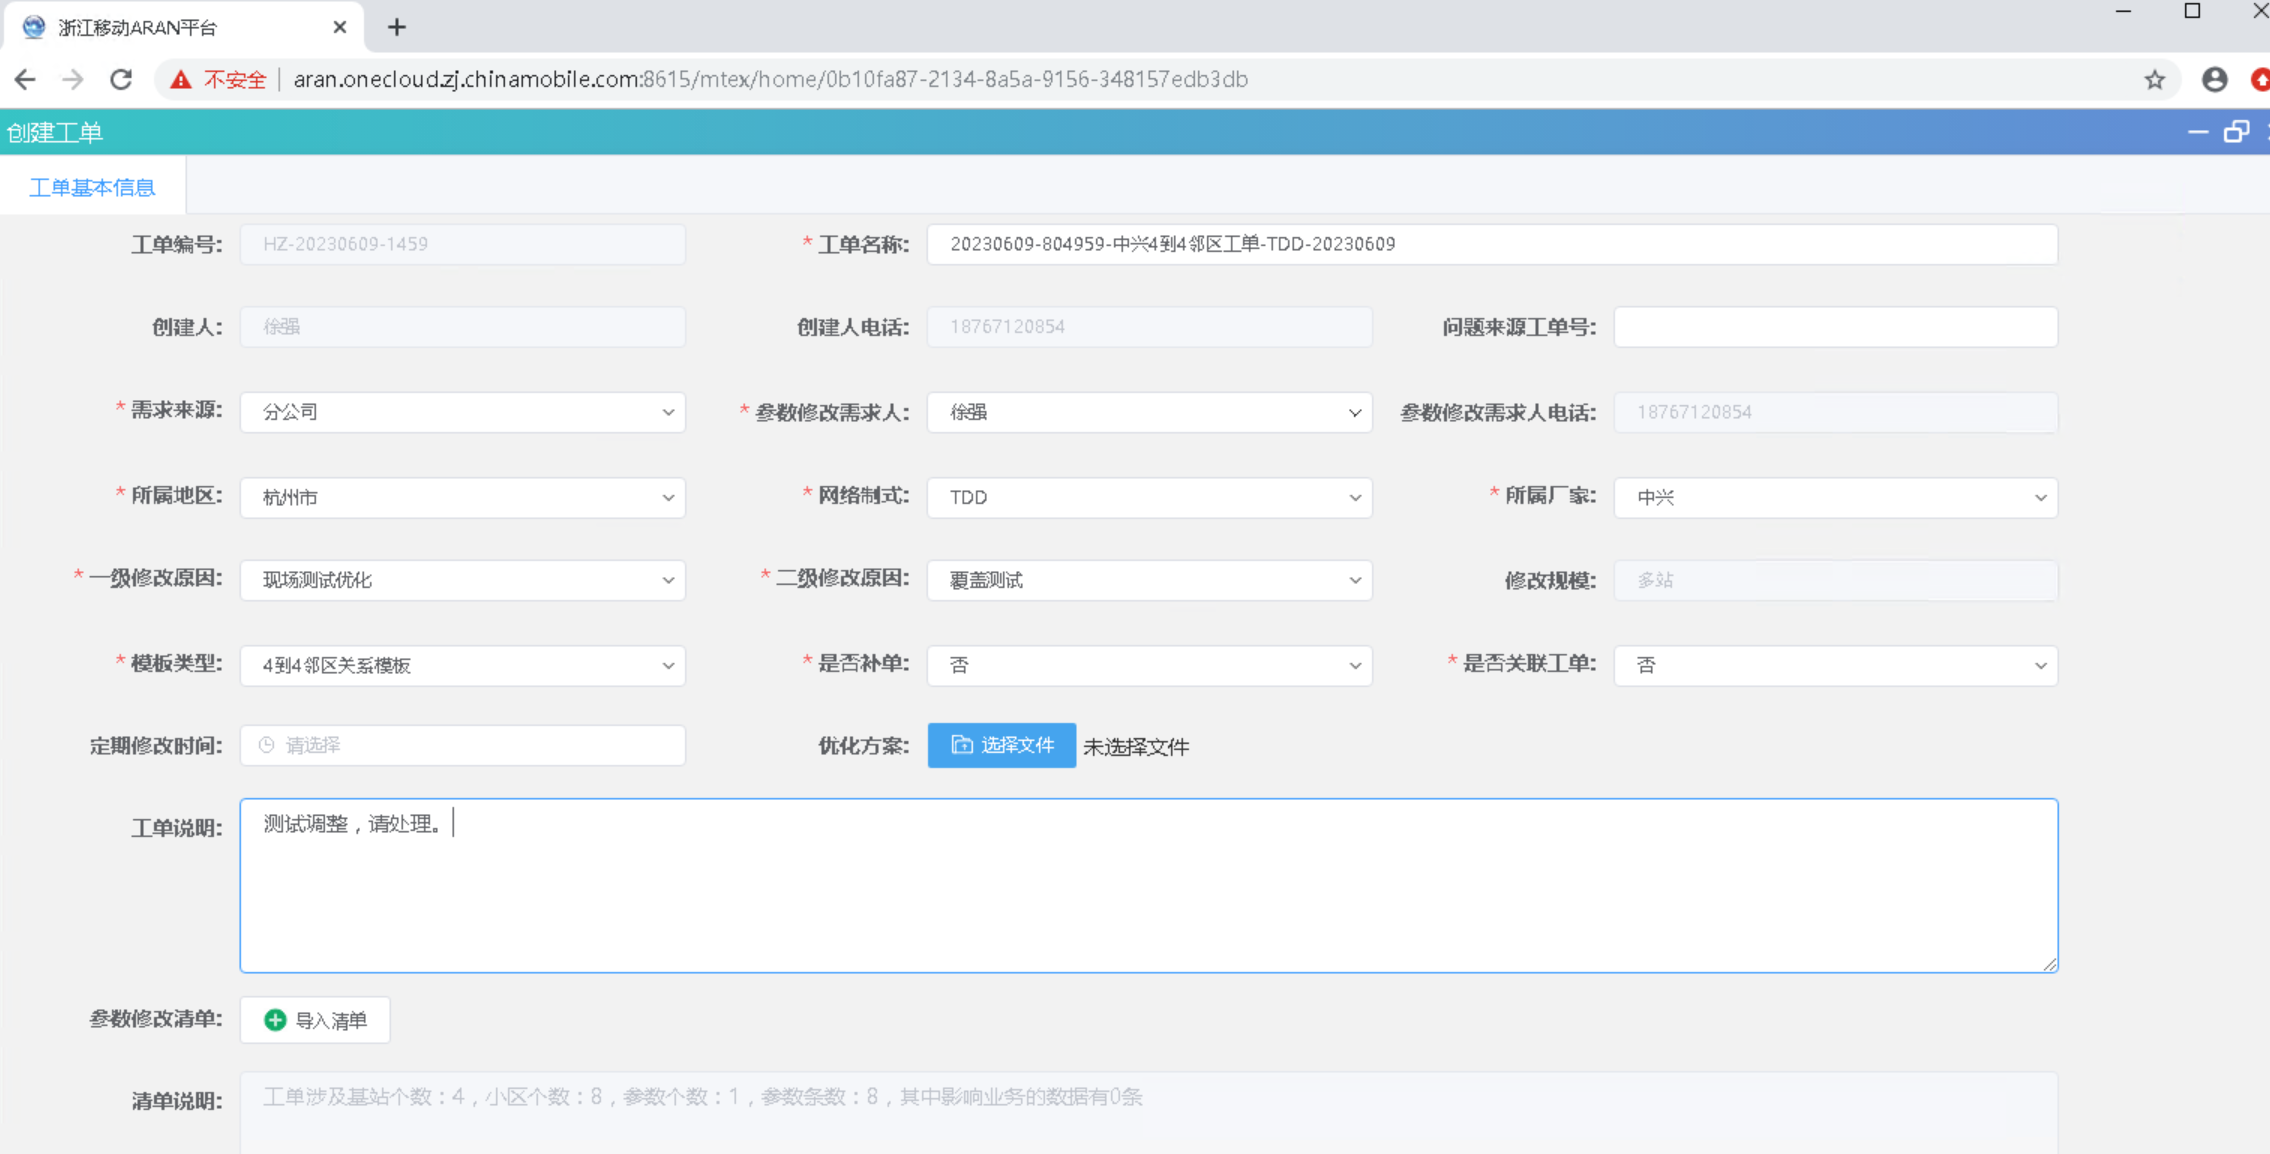 浙江移动ARAN平台
不安全 aran.onecloud.zj.chinamobile.com:8615/mtex/home/0b10fa87-2134-8a5a-9156-348157edb3db
创建工单
工单基本信息
工单编号: HZ-20230609-1459 * 工单名称: 20230609-804959-中兴4到4邻区工单-TDD-20230609
创建人: 徐强 创建人电话: 18767120854 问题来源工单号:
* 需求来源: 分公司 * 参数修改需求人: 徐强 参数修改需求人电话: 18767120854
* 所属地区: 杭州市 * 网络制式: TDD * 所属厂家: 中兴
* 一级修改原因: 现场测试优化 * 二级修改原因: 覆盖测试 修改规模: 多站
* 模板类型: 4到4邻区关系模板 * 是否补单: 否 * 是否关联工单: 否
定期修改时间: 请选择 优化方案: 选择文件 未选择文件
工单说明: 测试调整，请处理。
参数修改清单: 导入清单
清单说明: 工单涉及基站个数：4，小区个数：8，参数个数：1，参数条数：8，其中影响业务的数据有0条